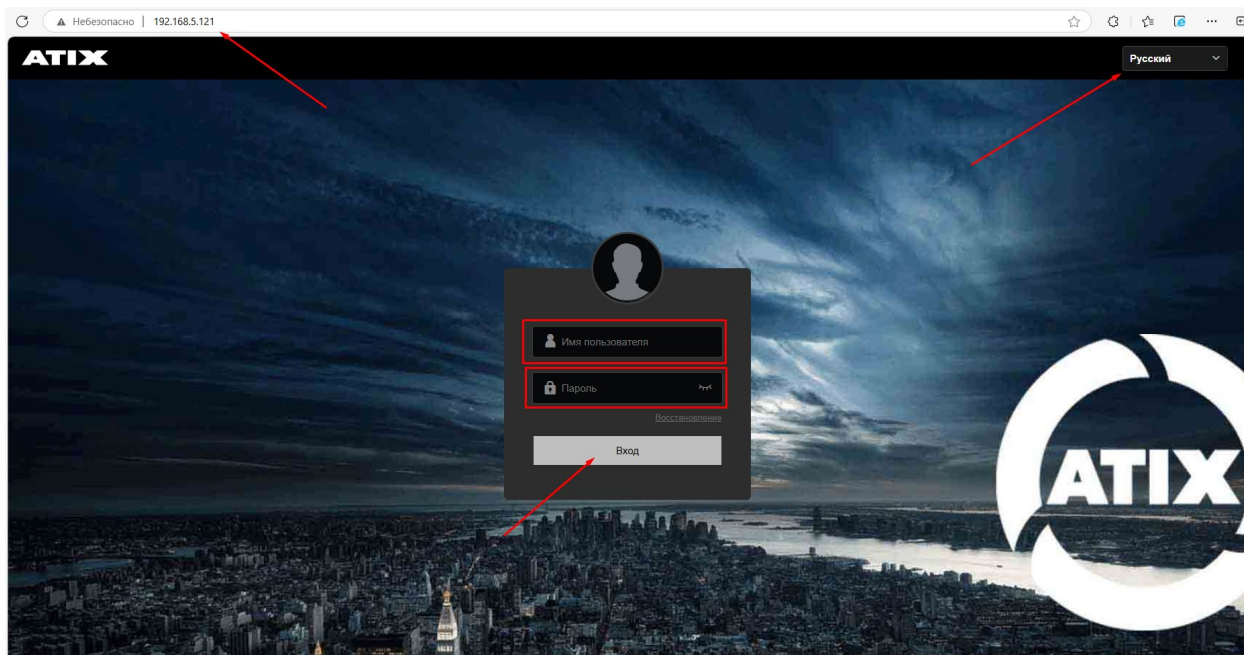 Небезопасно 192.168.5.121
ATIX
Русский
Имя пользователя
Пароль
Восстановление
Вход
ATIX